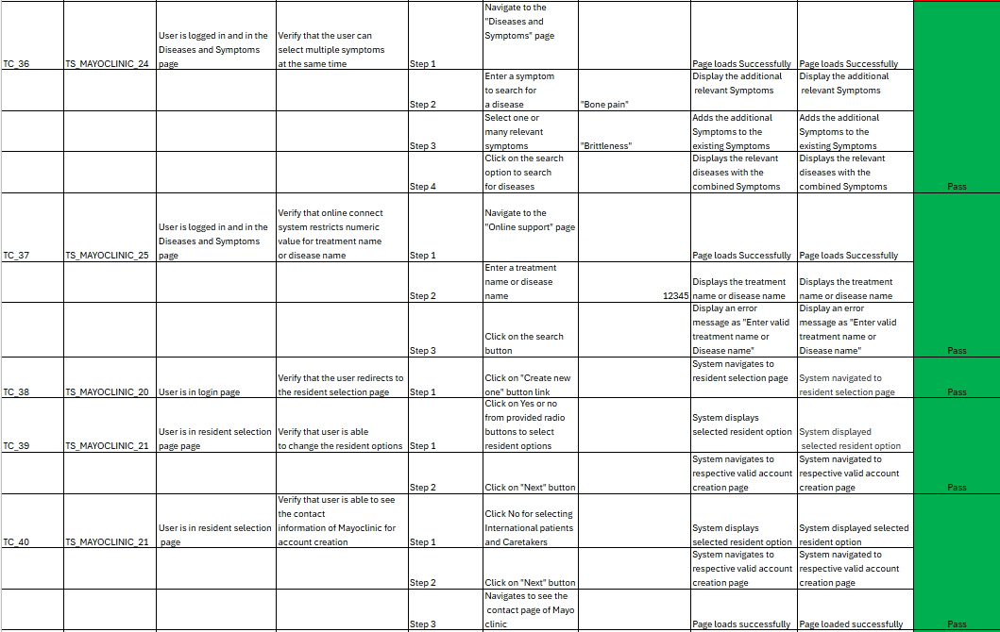 TC_36 TS_MAYOCLINIC_24 User is logged in and in the Diseases and Symptoms page Verify that the user can select multiple symptoms at the same time Step 1 Navigate to the "Diseases and Symptoms" page Page loads Successfully Page loads Successfully
Step 2 Enter a symptom to search for a disease "Bone pain" Display the additional relevant Symptoms Display the additional relevant Symptoms
Step 3 Select one or many relevant symptoms "Brittleness" Adds the additional Symptoms to the existing Symptoms Adds the additional Symptoms to the existing Symptoms
Step 4 Click on the search option to search for diseases Displays the relevant diseases with the combined Symptoms Displays the relevant diseases with the combined Symptoms Pass
TC_37 TS_MAYOCLINIC_25 User is logged in and in the Diseases and Symptoms page Verify that online connect system restricts numeric value for treatment name or disease name Step 1 Navigate to the "Online support" page Page loads Successfully Page loads Successfully
Step 2 Enter a treatment name or disease name 12345 Displays the treatment name or disease name Displays the treatment name or disease name
Step 3 Click on the search button Display an error message as "Enter valid treatment name or Disease name" Display an error message as "Enter valid treatment name or Disease name" Pass
TC_38 TS_MAYOCLINIC_20 User is in login page Verify that the user redirects to the resident selection page Step 1 Click on "Create new one" button link System navigates to resident selection page System navigated to resident selection page Pass
TC_39 TS_MAYOCLINIC_21 User is in resident selection page page Verify that user is able to change the resident options Step 1 Click on Yes or no from provided radio buttons to select resident options System displays selected resident option System displayed selected resident option
Step 2 Click on "Next" button System navigates to respective valid account creation page System navigated to respective valid account creation page Pass
TC_40 TS_MAYOCLINIC_21 User is in resident selection page Verify that user is able to see the contact information of Mayoclinic for account creation Step 1 Click No for selecting International patients and Caretakers System displays selected resident option System displayed selected resident option
Step 2 Click on "Next" button System navigates to respective valid account creation page System navigated to respective valid account creation page
Step 3 Navigates to see the contact page of Mayo clinic Page loads successfully Page loaded successfully Pass